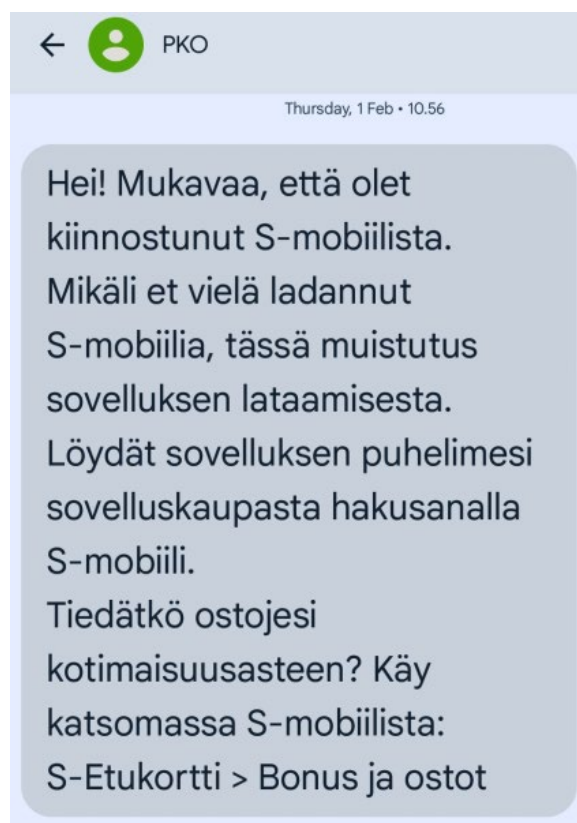 PKO
Thursday, 1 Feb • 10.56
Hei! Mukavaa, että olet
kiinnostunut S-mobiilista.
Mikäli et vielä ladannut
S-mobiilia, tässä muistutus
sovelluksen lataamisesta.
Löydät sovelluksen puhelimesi
sovelluskaupasta hakusanalla
S-mobiili.
Tiedätkö ostojesi
kotimaisuusasteen? Käy
katsomassa S-mobiilista:
S-Etukortti > Bonus ja ostot